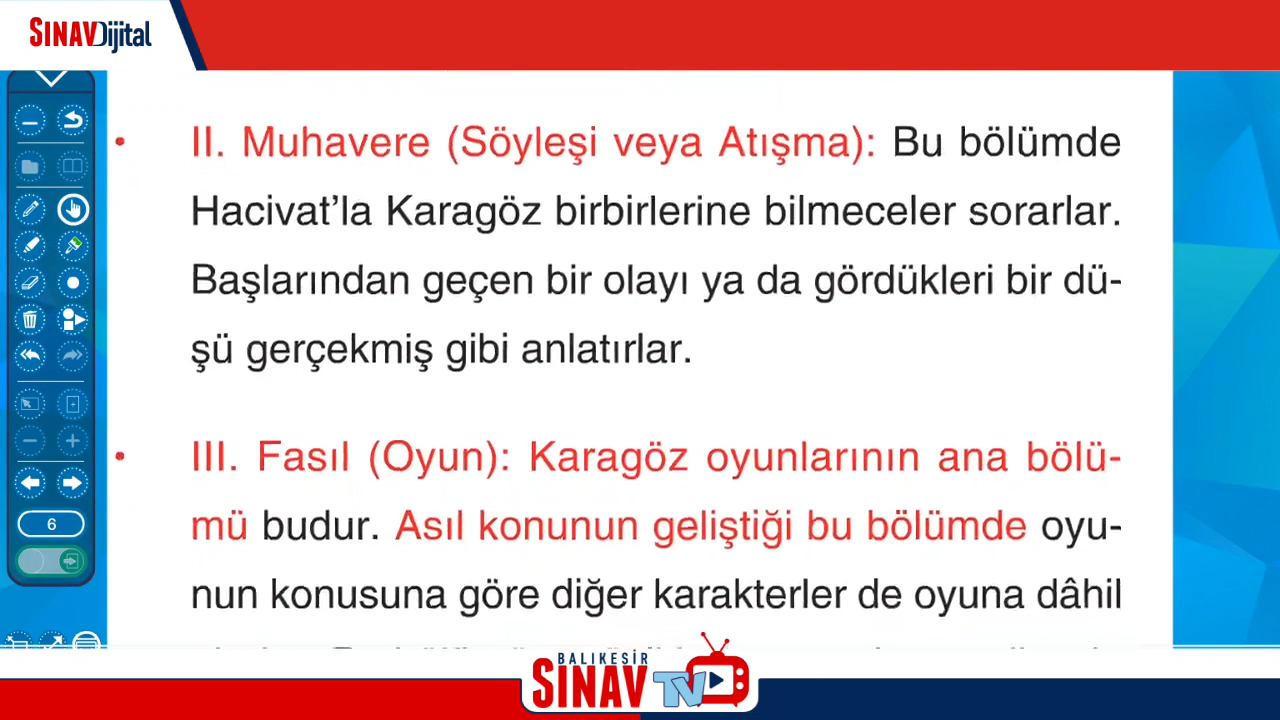 SINAVDijital
II. Muhavere (Söyleşi veya Atışma): Bu bölümde
Hacivat’la Karagöz birbirlerine bilmeceler sorarlar.
Başlarından geçen bir olayı ya da gördükleri bir dü-
şü gerçekmiş gibi anlatırlar.
III. Fasıl (Oyun): Karagöz oyunlarının ana bölü-
mü budur. Asıl konunun geliştiği bu bölümde oyu-
nun konusuna göre diğer karakterler de oyuna dâhil
6
BALIKESİR
SINAV TV